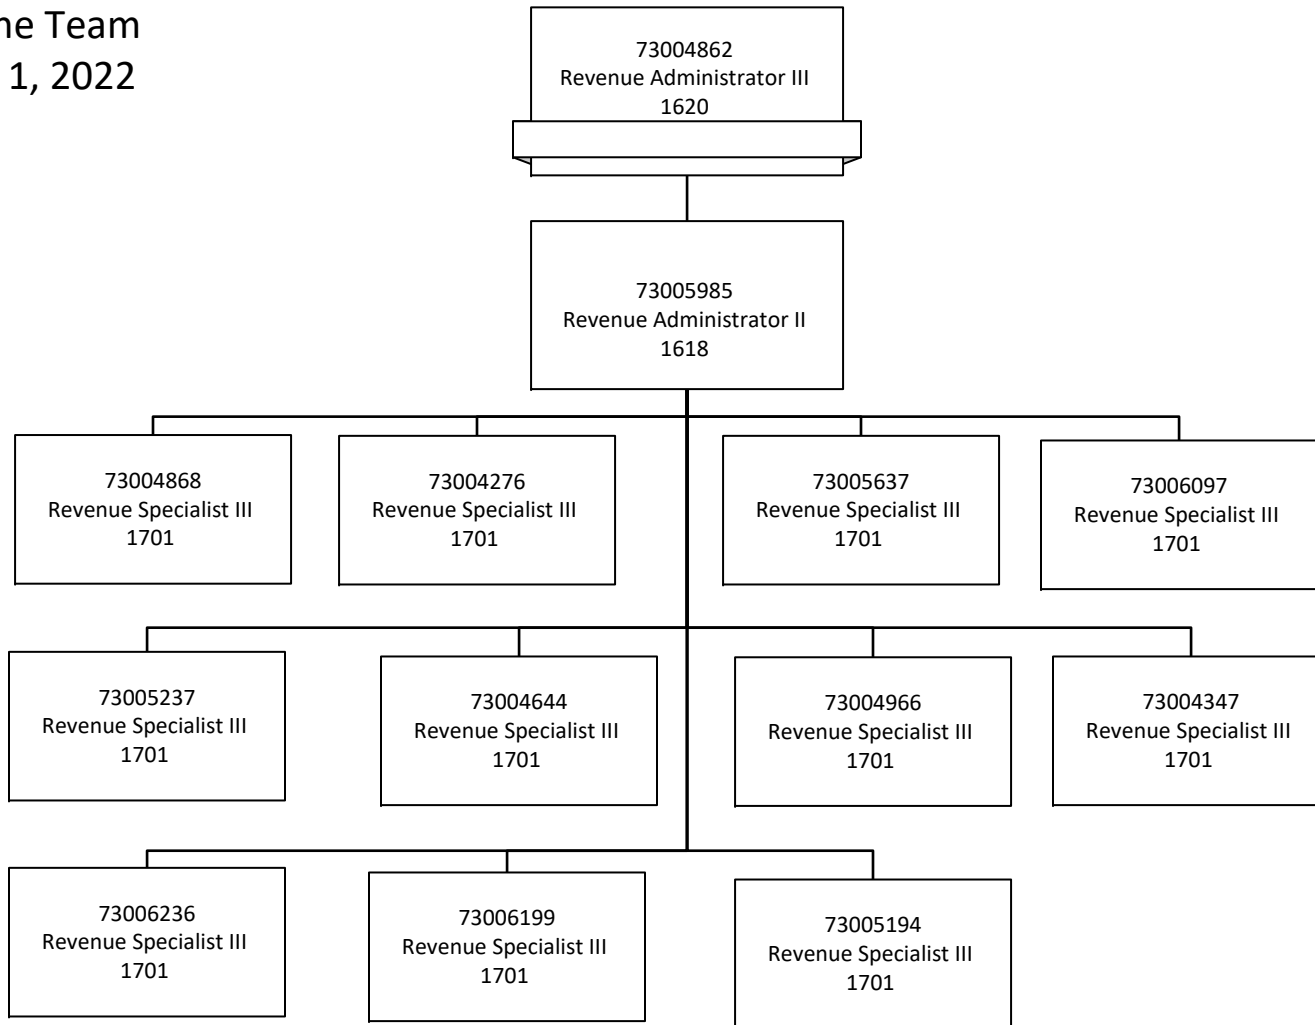 ne Team
1, 2022
73004862
Revenue Administrator III
1620
73005985
Revenue Administrator II
1618
73004868
Revenue Specialist III
1701
73004276
Revenue Specialist III
1701
73005637
Revenue Specialist III
1701
73006097
Revenue Specialist III
1701
73005237
Revenue Specialist III
1701
73004644
Revenue Specialist III
1701
73004966
Revenue Specialist III
1701
73004347
Revenue Specialist III
1701
73006236
Revenue Specialist III
1701
73006199
Revenue Specialist III
1701
73005194
Revenue Specialist III
1701